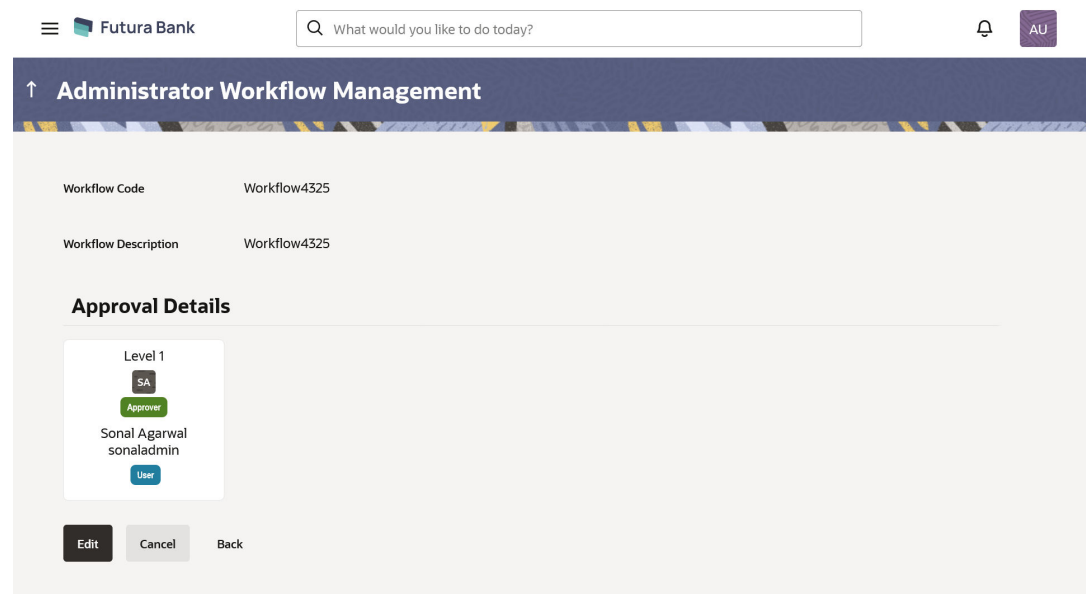 Futura Bank
What would you like to do today?
AU
↑ Administrator Workflow Management
Workflow Code Workflow4325
Workflow Description Workflow4325
Approval Details
Level 1
SA
Approver
Sonal Agarwal
sonaladmin
User
Edit Cancel Back